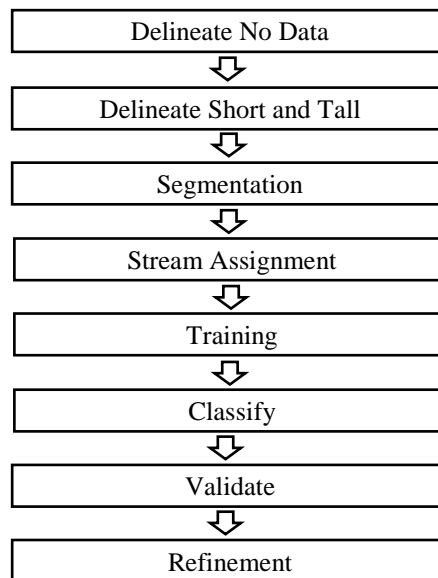 Delineate No Data
Delineate Short and Tall
Segmentation
Stream Assignment
Training
Classify
Validate
Refinement